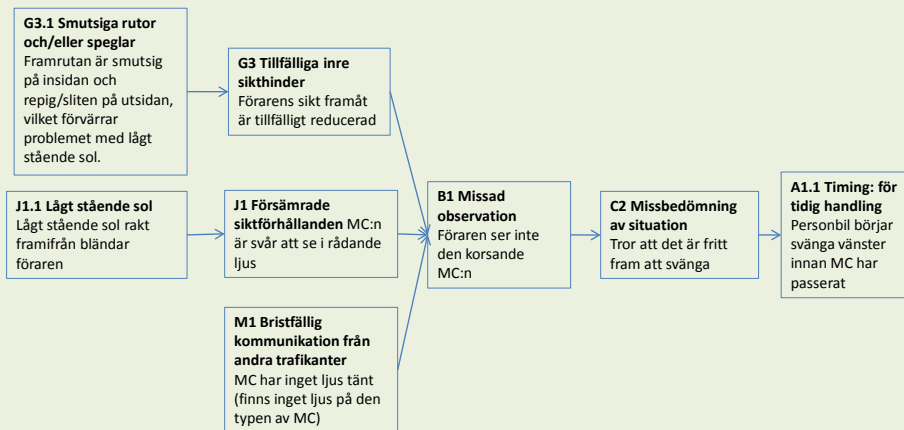 G3.1 Smutsiga rutor
och/eller speglar
Framrutan är smutsig
på insidan och
repig/sliten på utsidan,
vilket förvärrar
problemet med lågt
stående sol.
G3 Tillfälliga inre
sikthinder
Förarens sikt framåt
är tillfälligt reducerad
J1.1 Lågt stående sol
Lågt stående sol rakt
framifrån bländar
föraren
J1 Försämrade
siktförhållanden MC:n
är svår att se i rådande
ljus
M1 Bristfällig
kommunikation från
andra trafikanter
MC har inget ljus tänt
(finns inget ljus på den
typen av MC)
B1 Missad
observation
Föraren ser inte
den korsande
MC:n
C2 Missbedömning
av situation
Tror att det är fritt
fram att svänga
A1.1 Timing: för
tidig handling
Personbil börjar
svänga vänster
innan MC har
passerat